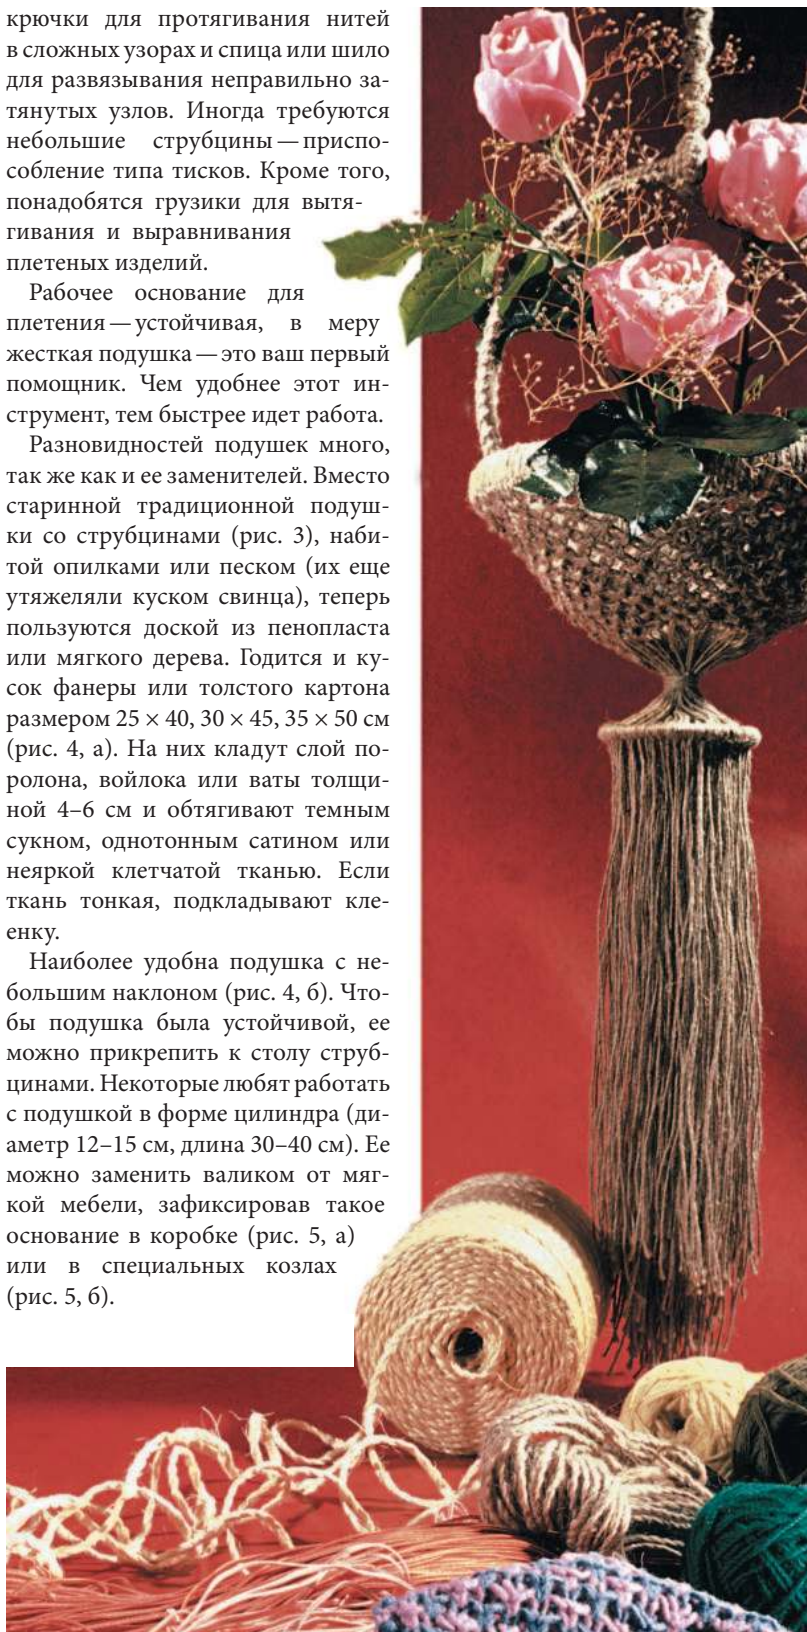 крючки для протягивания нитей
в сложных узорах и спица или шило
для развязывания неправильно за-
тянутых узлов. Иногда требуются
небольшие струбцины — приспо-
собление типа тисков. Кроме того,
понадобятся грузики для вытя-
гивания и выравнивания
плетеных изделий.
Рабочее основание для
плетения — устойчивая, в меру
жесткая подушка — это ваш первый
помощник. Чем удобнее этот ин-
струмент, тем быстрее идет работа.
Разновидностей подушек много,
так же как и ее заменителей. Вместо
старинной традиционной подуш-
ки со струбцинами (рис. 3), наби-
той опилками или песком (их еще
утяжеляли куском свинца), теперь
пользуются доской из пенопласта
или мягкого дерева. Годится и ку-
сок фанеры или толстого картона
размером 25 × 40, 30 × 45, 35 × 50 см
(рис. 4, а). На них кладут слой по-
ролона, войлока или ваты толщи-
ной 4–6 см и обтягивают темным
сукном, однотонным сатином или
неяркой клетчатой тканью. Если
ткань тонкая, подкладывают кле-
енку.
Наиболее удобна подушка с не-
большим наклоном (рис. 4, б). Что-
бы подушка была устойчивой, ее
можно прикрепить к столу струб-
цинами. Некоторые любят работать
с подушкой в форме цилиндра (ди-
аметр 12–15 см, длина 30–40 см). Ее
можно заменить валиком от мяг-
кой мебели, зафиксировав такое
основание в коробке (рис. 5, а)
или в специальных козлах
(рис. 5, б).